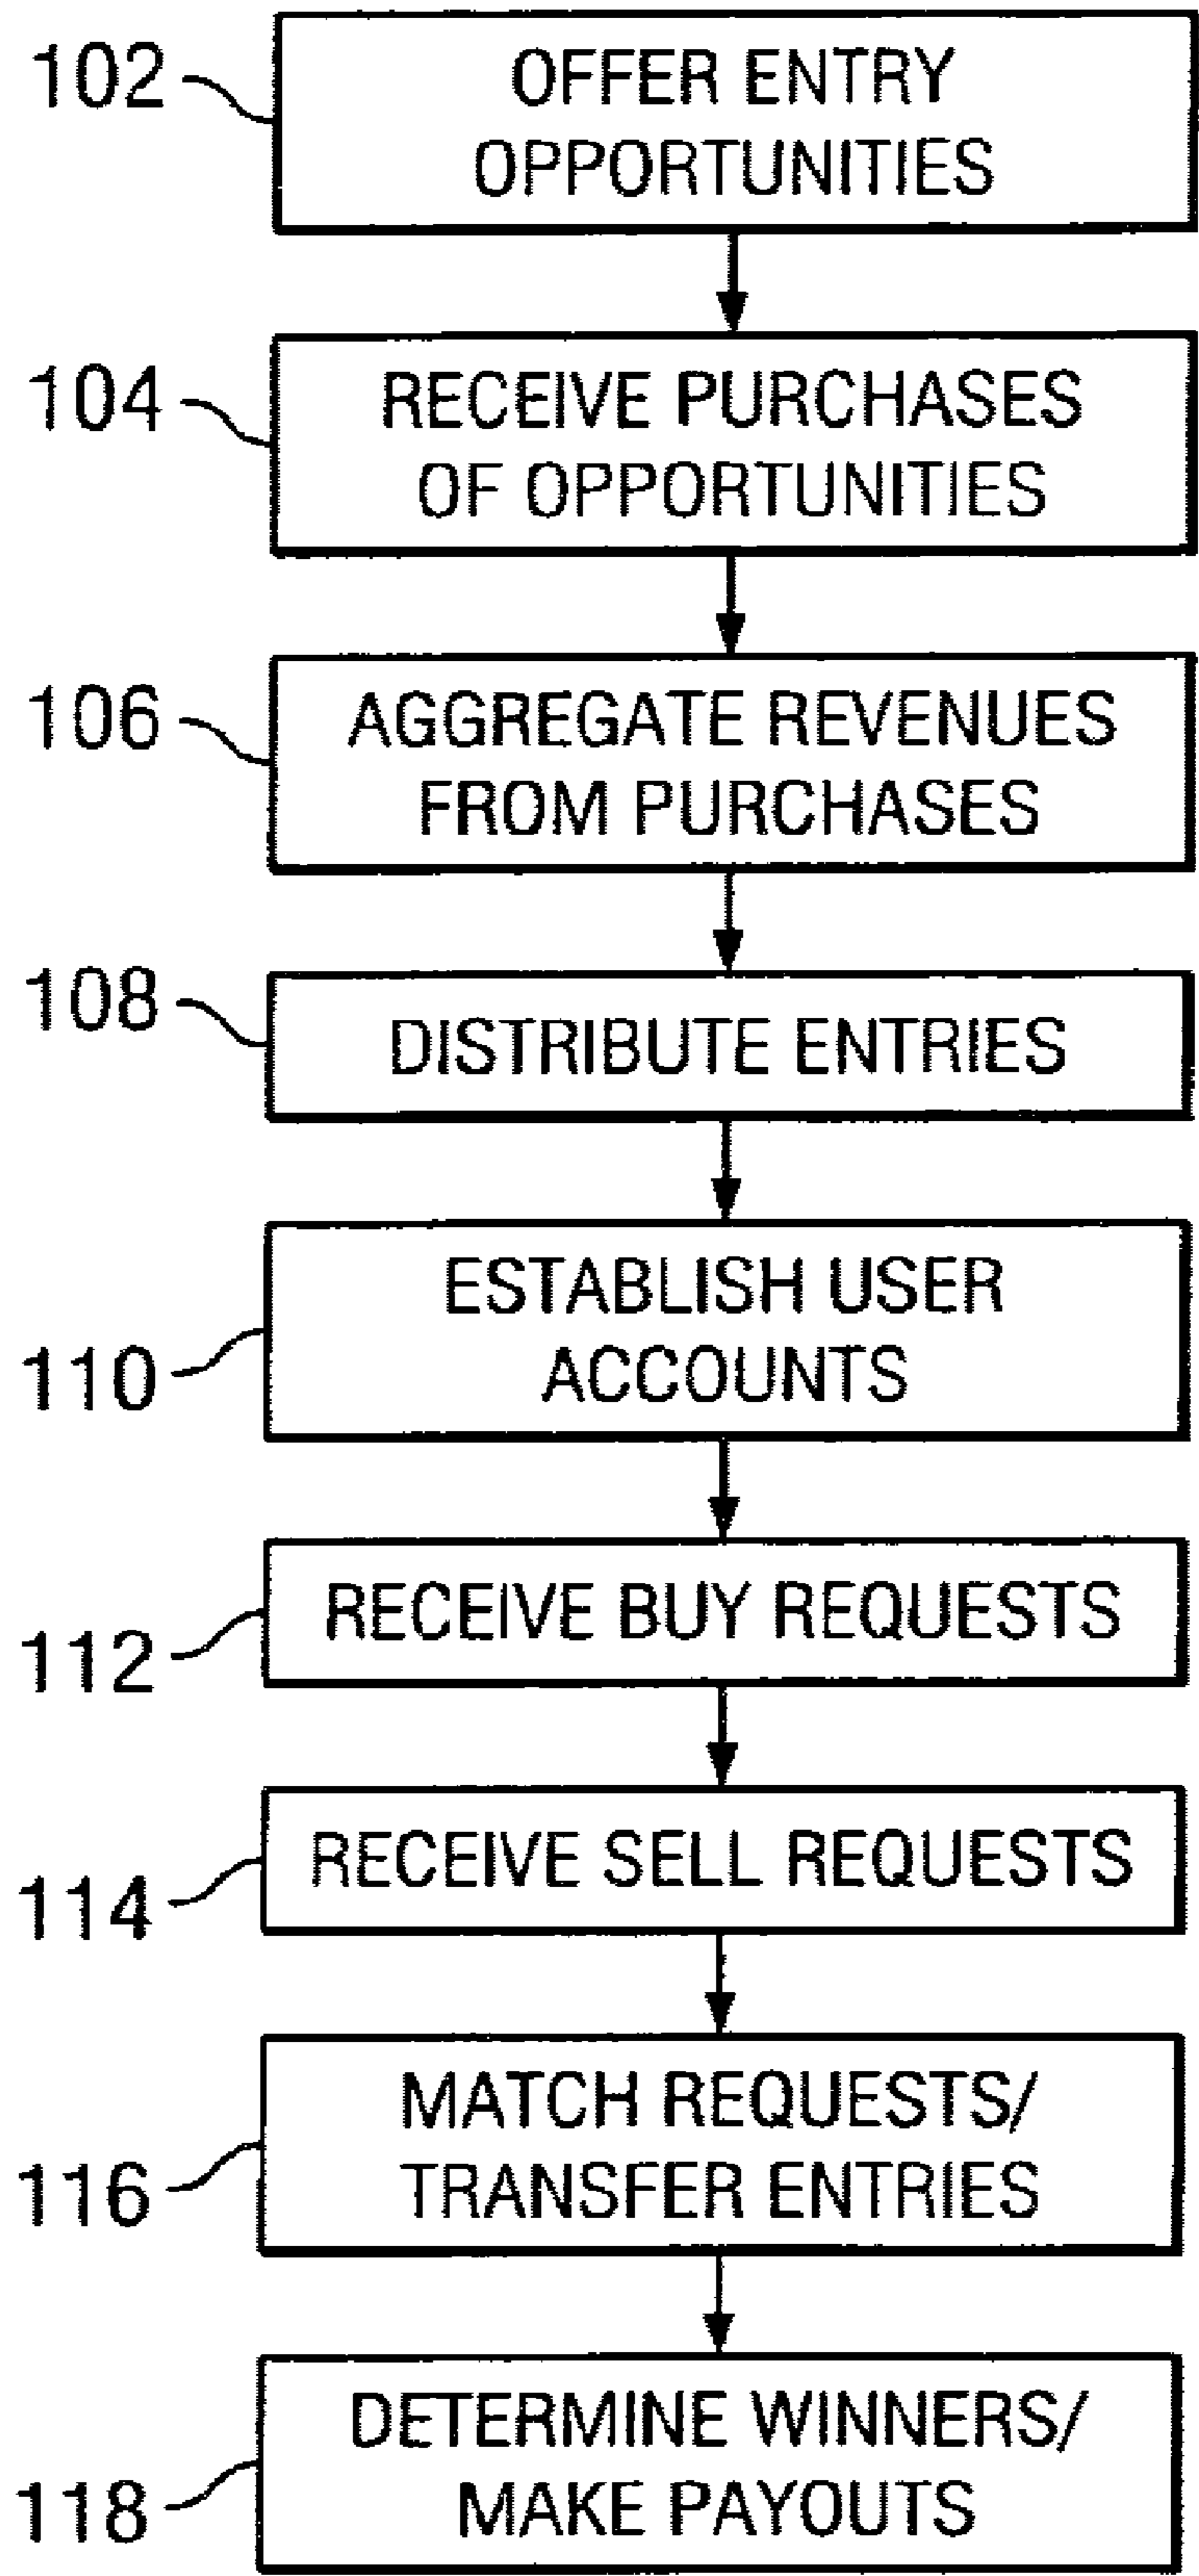 102
OFFER ENTRY
OPPORTUNITIES
104
RECEIVE PURCHASES
OF OPPORTUNITIES
106
AGGREGATE REVENUES
FROM PURCHASES
108
DISTRIBUTE ENTRIES
110
ESTABLISH USER
ACCOUNTS
112
RECEIVE BUY REQUESTS
114
RECEIVE SELL REQUESTS
116
MATCH REQUESTS/
TRANSFER ENTRIES
118
DETERMINE WINNERS/
MAKE PAYOUTS